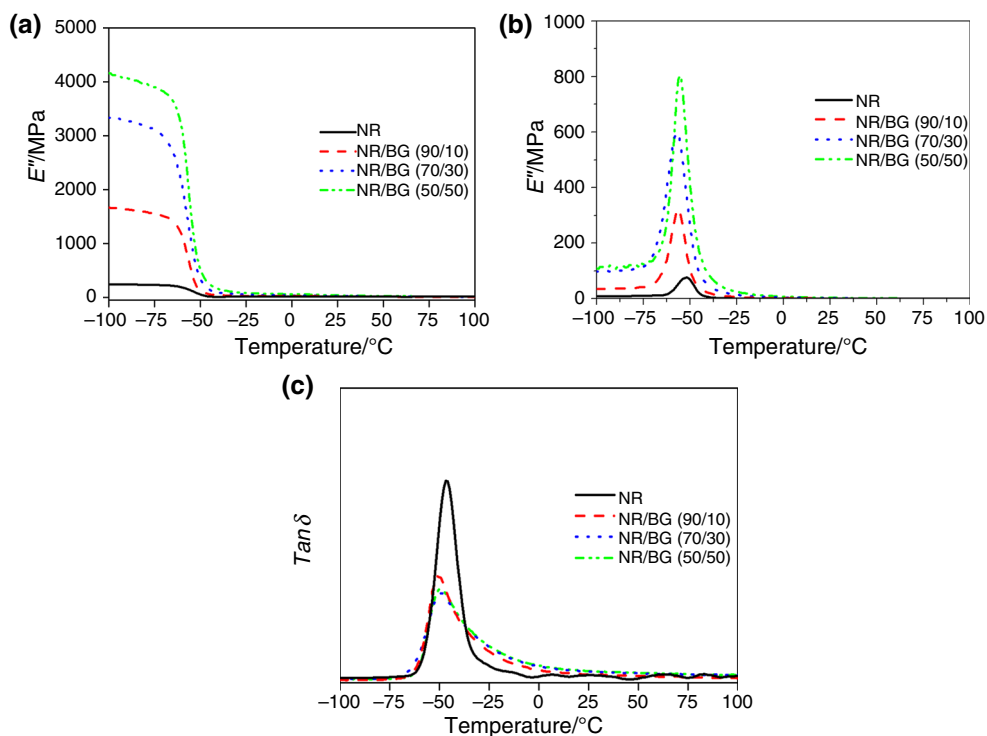 (a)
5000
4000
3000
2000
1000
0
E″/MPa
NR
NR/BG (90/10)
NR/BG (70/30)
NR/BG (50/50)
−100 −75 −50 −25 0 25 50 75 100
Temperature/°C
(b)
1000
800
600
400
200
0
E″/MPa
NR
NR/BG (90/10)
NR/BG (70/30)
NR/BG (50/50)
−100 −75 −50 −25 0 25 50 75 100
Temperature/°C
(c)
Tan δ
NR
NR/BG (90/10)
NR/BG (70/30)
NR/BG (50/50)
−100 −75 −50 −25 0 25 50 75 100
Temperature/°C